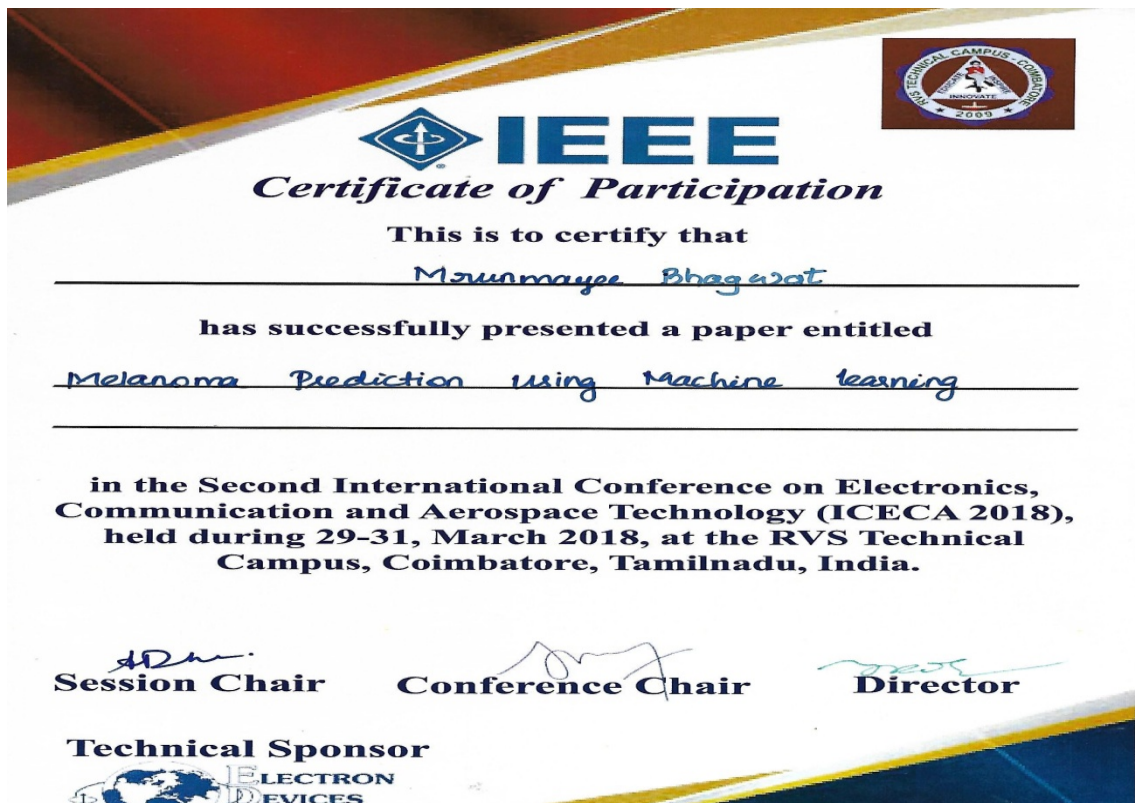 RVS TECHNICAL CAMPUS - COIMBATORE
EDUCATE INSPIRE
INNOVATE
2009
IEEE
Certificate of Participation
This is to certify that
Mrunmayee Bhagwat
has successfully presented a paper entitled
Melanoma Prediction using Machine learning
in the Second International Conference on Electronics,
Communication and Aerospace Technology (ICECA 2018),
held during 29-31, March 2018, at the RVS Technical
Campus, Coimbatore, Tamilnadu, India.
Session Chair Conference Chair Director
Technical Sponsor
ELECTRON
DEVICES